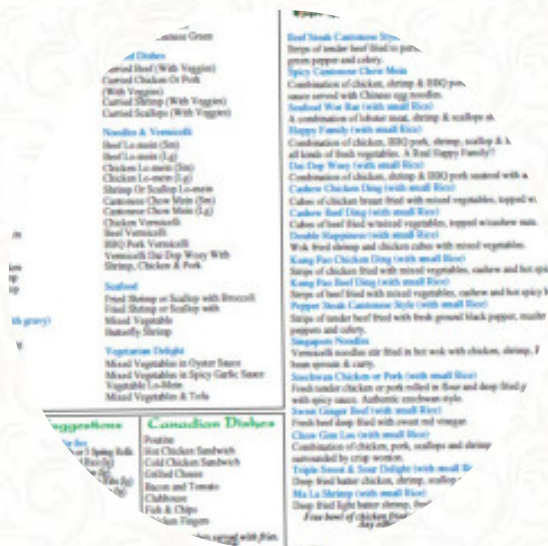 Green
Dishes
Curried Beef (With Veggies)
Curried Chicken Or Pork
(With Veggies)
Curried Shrimp (With Veggies)
Curried Scallops (With Veggies)
Noodles & Vermicelli
Beef Lo-mein (Sm)
Beef Lo-mein (Lg)
Chicken Lo-mein (Sm)
Chicken Lo-mein (Lg)
Shrimp Or Scallop Lo-mein
Cantonese Chow Mein (Sm)
Cantonese Chow Mein (Lg)
Chicken Vermicelli
Beef Vermicelli
BBQ Pork Vermicelli
Vermicelli Dai Dop Wooy With
Shrimp, Chicken & Pork
Seafood
Fried Shrimp or Scallop with Broccoli
Fried Shrimp or Scallop with
Mixed Vegetable
Butterfly Shrimp
Vegetarian Delight
Mixed Vegetables in Oyster Sauce
Mixed Vegetables in Spicy Garlic Sauce
Vegetable Lo-Mein
Mixed Vegetables & Tofu
gravy)
uggestions
or 3 Spring Rolls
Canadian Dishes
Poutine
Hot Chicken Sandwich
Cold Chicken Sandwich
Grilled Cheese
Bacon and Tomato
Clubhouse
Fish & Chips
Chicken Fingers
served with fries
Beef Steak Cantonese Style
Strips of tender beef fried to
green pepper and celery.
Spicy Cantonese Chow Mein
Combination of chicken, shrimp & BBQ
sauce served with Chinese egg noodles.
Seafood War Bar (with small Rice)
A combination of lobster meat, shrimp & scallops
Happy Family (with small Rice)
Combination of chicken, BBQ pork, shrimp, scallop &
all kinds of fresh vegetables. A Real Happy Family!!
Dai Dop Wooy (with small Rice)
Combination of chicken, shrimp & BBQ pork sauteed with
Cashew Chicken Ding (with small Rice)
Cubes of chicken breast fried with mixed vegetables, topped
Cashew Beef Ding (with small Rice)
Cubes of beef fried w/mixed vegetables, topped w/cashew nuts.
Double Happiness (with small Rice)
Wok fried shrimp and chicken cubes with mixed vegetables.
Kung Pao Chicken Ding (with small Rice)
Strips of chicken fried with mixed vegetables, cashew and hot
Kung Pao Beef Ding (with small Rice)
Strips of beef fried with mixed vegetables, cashew and hot spicy
Pepper Steak Cantonese Style (with small Rice)
Strips of tender beef fried with fresh ground black pepper,
peppers and celery.
Singapore Noodles
Vermicelli noodles stir fried in hot wok with chicken, shrimp,
bean sprouts & curry.
Szechwan Chicken or Pork (with small Rice)
Fresh tender chicken or pork rolled in flour and deep fried
with spicy sauce. Authentic szechwan style.
Sweet Ginger Beef (with small Rice)
Fresh beef deep fried with sweet red vinegar.
Chow Gim Loo (with small Rice)
Combination of chicken, pork, scallops and shrimp
surrounded by crisp wonton.
Triple Sweet & Sour Delight (with small
Deep fried batter chicken, shrimp,
Ma La Shrimp (with small Rice)
Deep fried light batter shrimp,
Free bowl of chicken fried